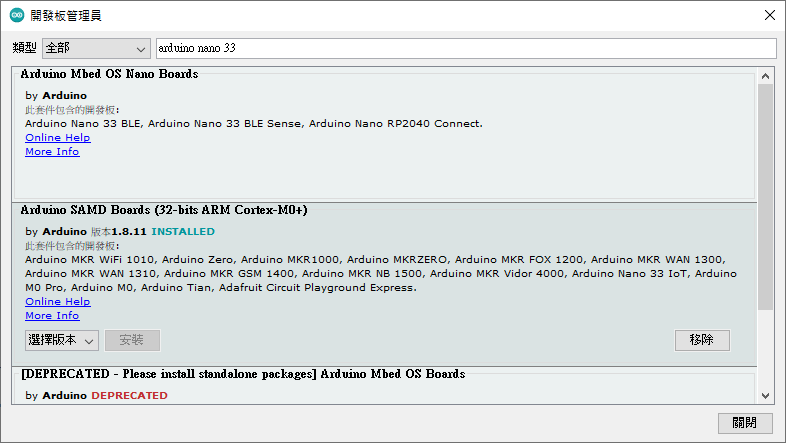 開發板管理員
類型 全部 arduino nano 33
Arduino Mbed OS Nano Boards
by Arduino
此套件包含的開發板:
Arduino Nano 33 BLE, Arduino Nano 33 BLE Sense, Arduino Nano RP2040 Connect.
Online Help
More Info
Arduino SAMD Boards (32-bits ARM Cortex-M0+)
by Arduino 版本1.8.11 INSTALLED
此套件包含的開發板:
Arduino MKR WiFi 1010, Arduino Zero, Arduino MKR1000, Arduino MKRZERO, Arduino MKR FOX 1200, Arduino MKR WAN 1300,
Arduino MKR WAN 1310, Arduino MKR GSM 1400, Arduino MKR NB 1500, Arduino MKR Vidor 4000, Arduino Nano 33 IoT, Arduino
M0 Pro, Arduino M0, Arduino Tian, Adafruit Circuit Playground Express.
Online Help
More Info
選擇版本 安裝 移除
[DEPRECATED - Please install standalone packages] Arduino Mbed OS Boards
by Arduino DEPRECATED
關閉